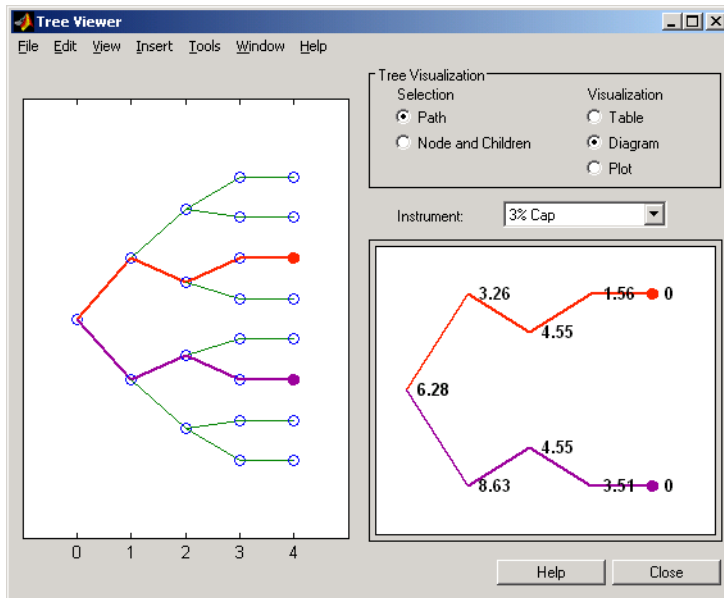 Tree Viewer
File Edit View Insert Tools Window Help
Tree Visualization
Selection
Path
Node and Children
Visualization
Table
Diagram
Plot
Instrument: 3% Cap
3.26 1.56 0
4.55
6.28
4.55
8.63 3.51 0
0 1 2 3 4
Help Close